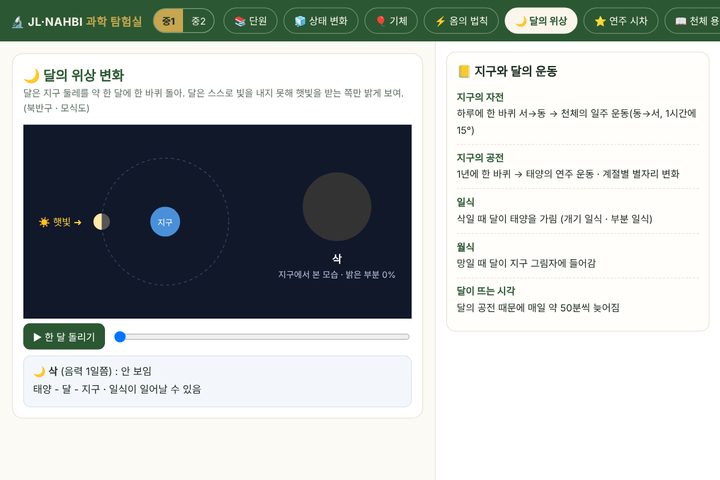 🔬 JL·NAHBI 과학 탐험실
중1 중2 📚 단원 🧊 상태 변화 🎈 기체 ⚡ 옴의 법칙 🌙 달의 위상 ⭐ 연주 시차 📖 천체 용
🌙 달의 위상 변화
달은 지구 둘레를 약 한 달에 한 바퀴 돌아. 달은 스스로 빛을 내지 못해 햇빛을 받는 쪽만 밝게 보여.
(북반구 · 모식도)
☀️ 햇빛 →
지구
삭
지구에서 본 모습 · 밝은 부분 0%
▶ 한 달 돌리기
🌙 삭 (음력 1일쯤) : 안 보임
태양 - 달 - 지구 · 일식이 일어날 수 있음
📒 지구와 달의 운동
지구의 자전
하루에 한 바퀴 서→동 → 천체의 일주 운동(동→서, 1시간에
15°)
지구의 공전
1년에 한 바퀴 → 태양의 연주 운동 · 계절별 별자리 변화
일식
삭일 때 달이 태양을 가림 (개기 일식 · 부분 일식)
월식
망일 때 달이 지구 그림자에 들어감
달이 뜨는 시각
달의 공전 때문에 매일 약 50분씩 늦어짐